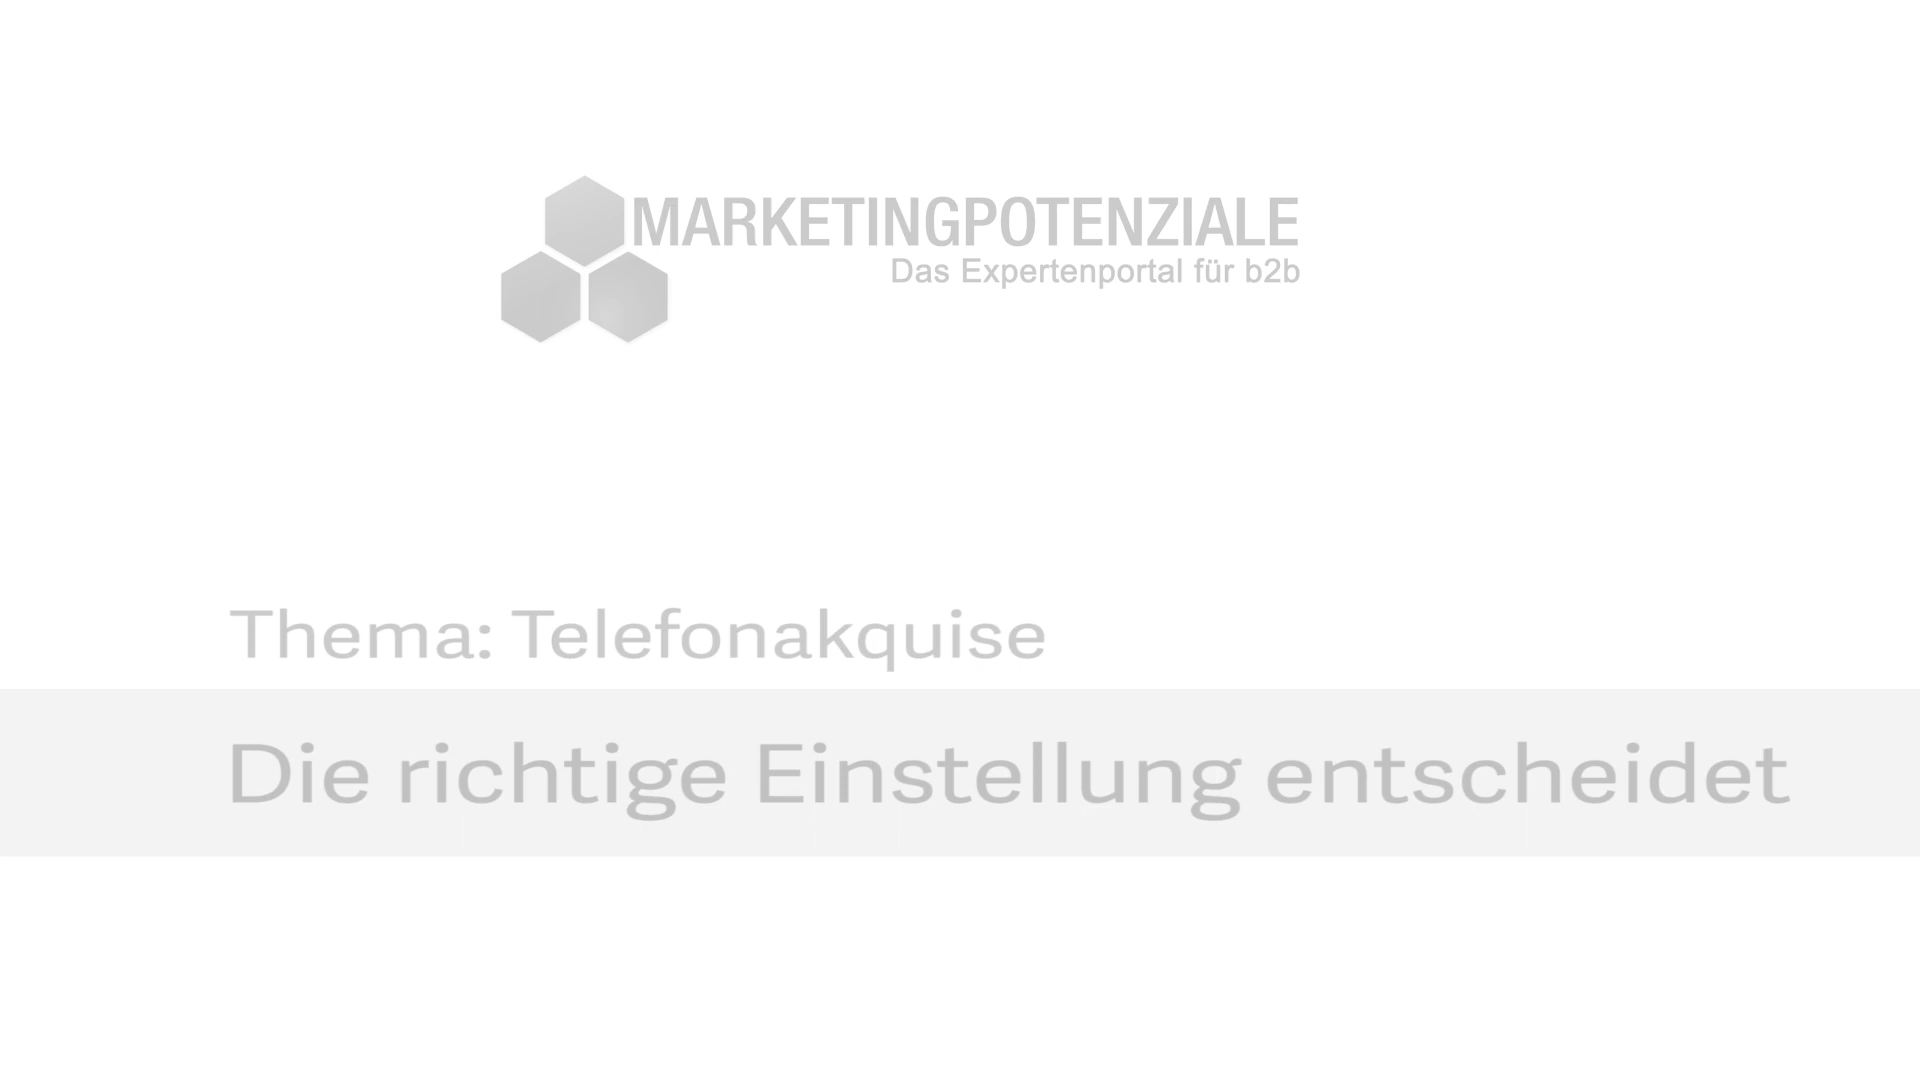 MARKETINGPOTENZIALE
Das Expertenportal für b2b
Thema: Telefonakquise
Die richtige Einstellung entscheidet